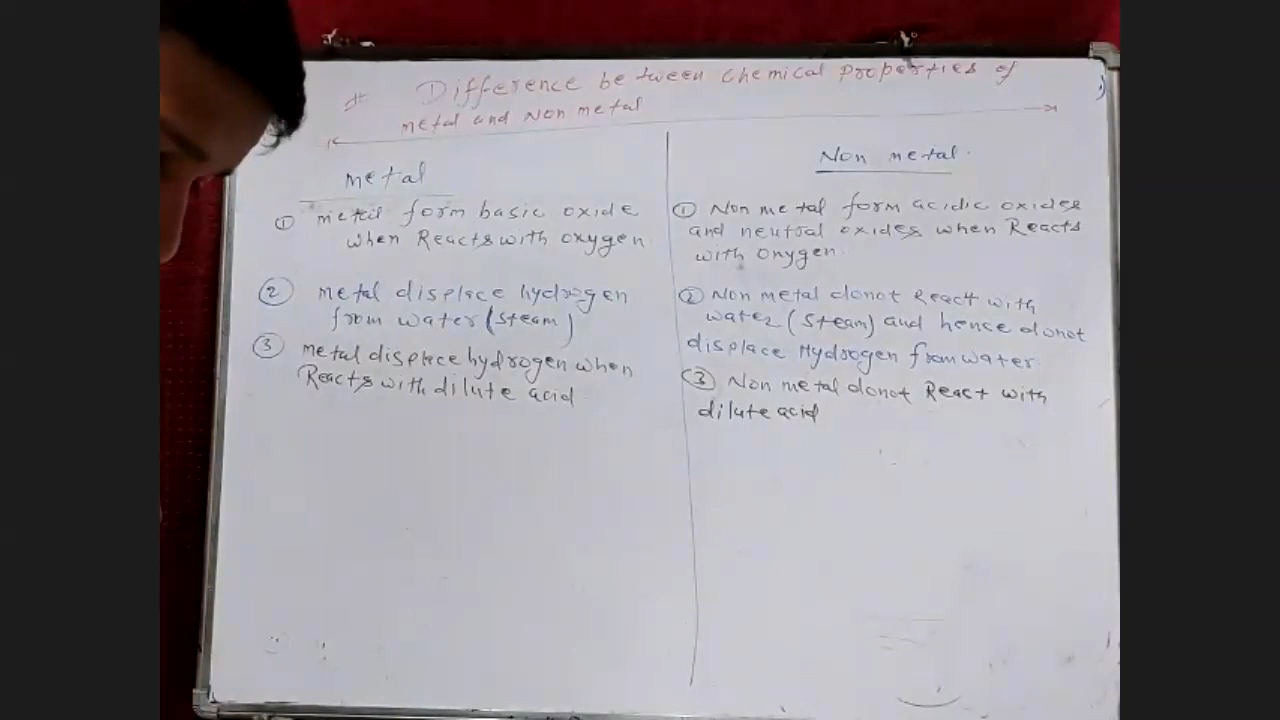 # Difference between chemical properties of
metal and Non metal
Metal
① metal form basic oxide
when Reacts with oxygen
② metal displace hydrogen
from water (steam)
③ metal displace hydrogen when
Reacts with dilute acid
Non metal.
① Non metal form acidic oxides
and neutral oxides when Reacts
with oxygen.
② Non metal donot React with
water (steam) and hence donot
displace Hydrogen from water.
③ Non metal donot React with
dilute acid